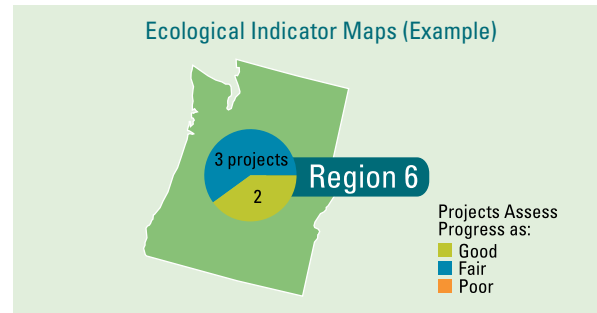 Ecological Indicator Maps (Example)
3 projects
Region 6
2
Projects Assess
Progress as:
Good
Fair
Poor